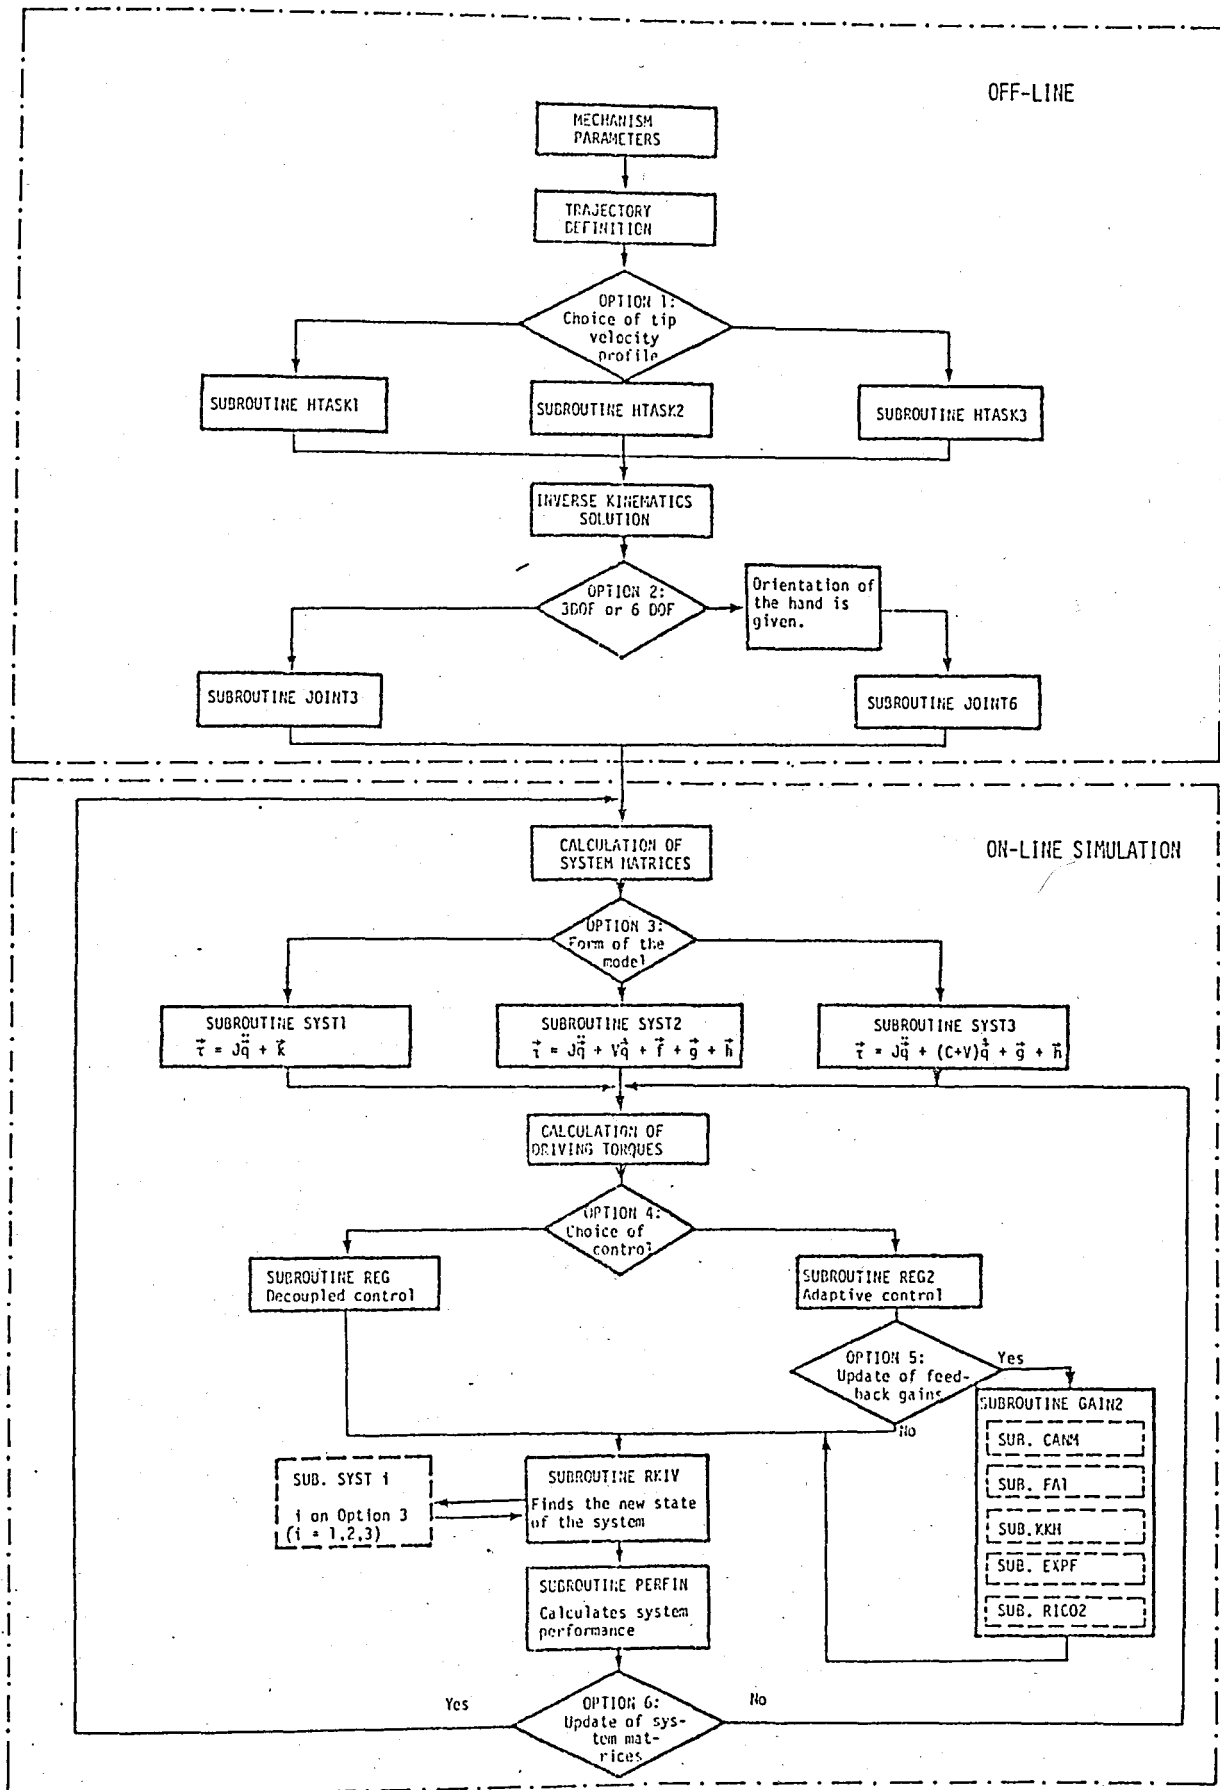 OFF-LINE
MECHANISM
PARAMETERS
TRAJECTORY
DEFINITION
OPTION 1:
Choice of tip
velocity
profile
SUBROUTINE HTASK1
SUBROUTINE HTASK2
SUBROUTINE HTASK3
INVERSE KINEMATICS
SOLUTION
OPTION 2:
3DOF or 6 DOF
Orientation of
the hand is
given.
SUBROUTINE JOINT3
SUBROUTINE JOINT6
ON-LINE SIMULATION
CALCULATION OF
SYSTEM MATRICES
OPTION 3:
Form of the
model
SUBROUTINE SYST1
τ⃗ = Jq̈⃗ + k⃗
SUBROUTINE SYST2
τ⃗ = Jq̈⃗ + Vq̇⃗ + f⃗ + g⃗ + h⃗
SUBROUTINE SYST3
τ⃗ = Jq̈⃗ + (C+V)q̇⃗ + g⃗ + h⃗
CALCULATION OF
DRIVING TORQUES
OPTION 4:
Choice of
control
SUBROUTINE REG
Decoupled control
SUBROUTINE REG2
Adaptive control
OPTION 5:
Update of feed-
back gains
Yes
No
SUBROUTINE GAIN2
SUB. CANM
SUB. FAI
SUB.KKH
SUB. EXPF
SUB. RICO2
SUB. SYST i
i on Option 3
(i = 1,2,3)
SUBROUTINE RKIV
Finds the new state
of the system
SUBROUTINE PERFIN
Calculates system
performance
Yes
OPTION 6:
Update of sys-
tem mat-
rices
No